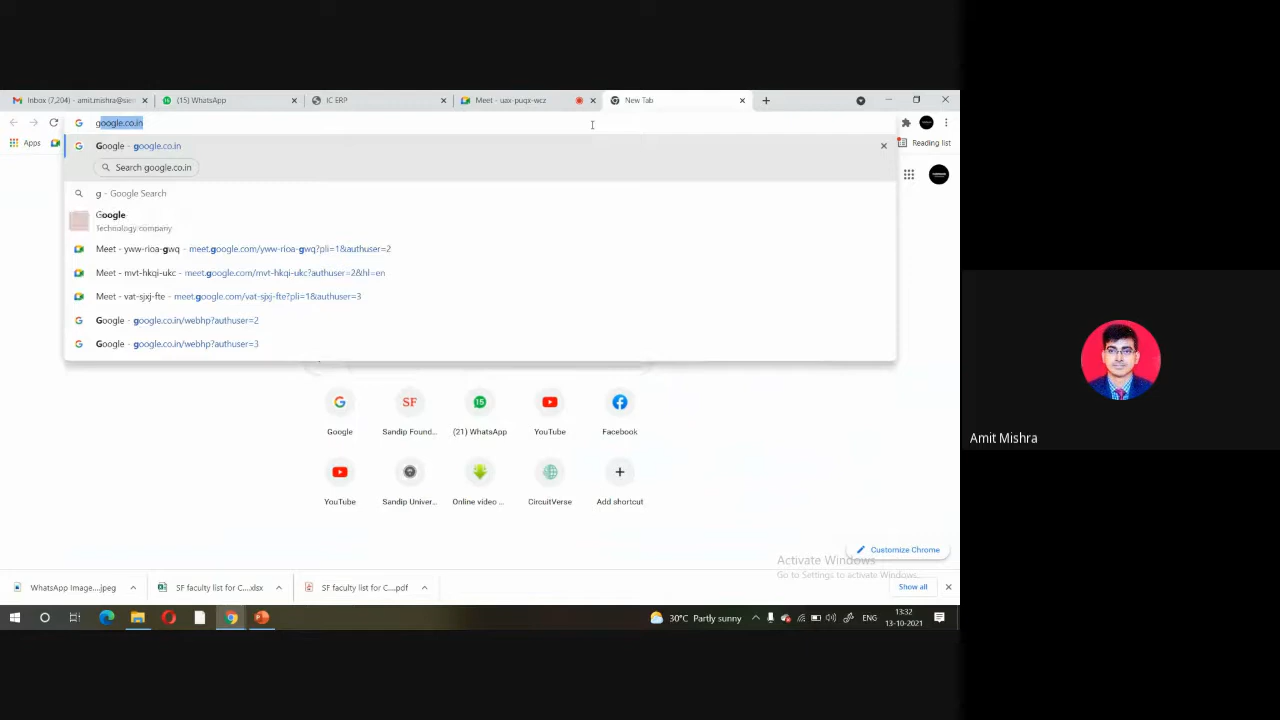 Inbox (7,204) - amit.mishra@san
(15) WhatsApp
IC ERP
Meet - uax-puqx-wcz
New Tab
google.co.in
Apps
Reading list
Google - google.co.in
Search google.co.in
g - Google Search
Google
Technology company
Meet - yww-rioa-gwq - meet.google.com/yww-rioa-gwq?pli=1&authuser=2
Meet - mvt-hkqi-ukc - meet.google.com/mvt-hkqi-ukc?authuser=2&hl=en
Meet - vat-sjxj-fte - meet.google.com/vat-sjxj-fte?pli=1&authuser=3
Google - google.co.in/webhp?authuser=2
Google - google.co.in/webhp?authuser=3
SF
15
Google
Sandip Found...
(21) WhatsApp
YouTube
Facebook
YouTube
Sandip Univer...
Online video ...
CircuitVerse
Add shortcut
Customize Chrome
Activate Windows
Go to Settings to activate Windows.
WhatsApp Image....jpeg
SF faculty list for C....xlsx
SF faculty list for C....pdf
Show all
30°C Partly sunny
ENG
13:32
13-10-2021
Amit Mishra